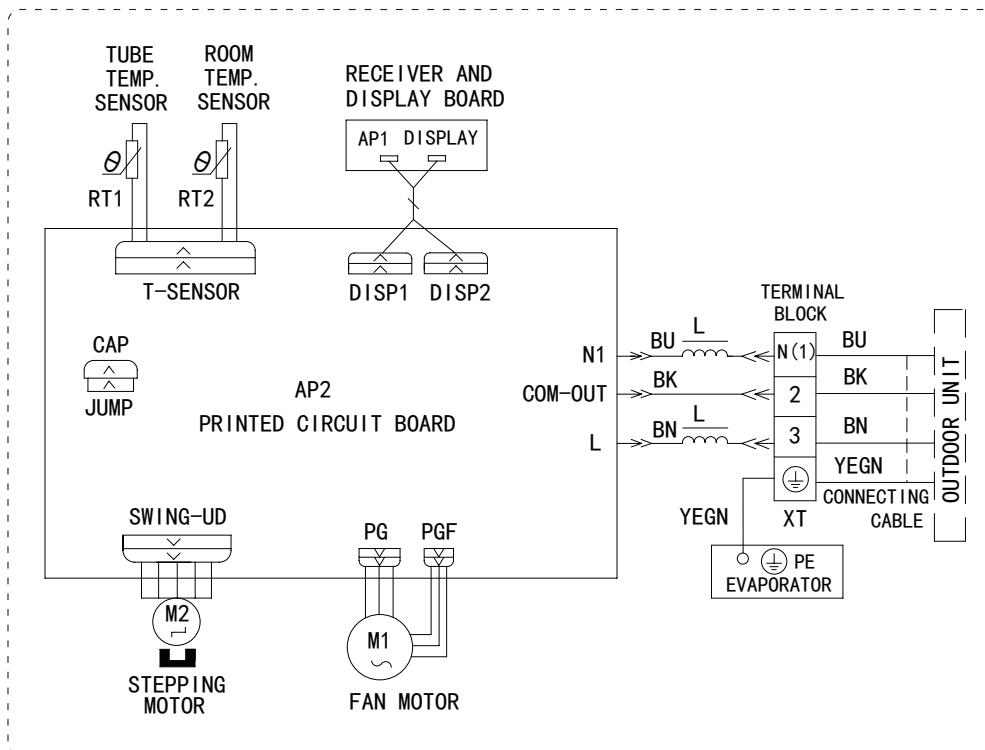 TUBE
TEMP.
SENSOR
ROOM
TEMP.
SENSOR
RECEIVER AND
DISPLAY BOARD
AP1 DISPLAY
θ
RT1
θ
RT2
T-SENSOR
DISP1
DISP2
CAP
JUMP
AP2
PRINTED CIRCUIT BOARD
N1
COM-OUT
L
BU
L
BK
BN
L
TERMINAL
BLOCK
N(1)
2
3
XT
BU
BK
BN
YEGN
CONNECTING
CABLE
OUTDOOR UNIT
YEGN
PE
EVAPORATOR
SWING-UD
M2
STEPPING
MOTOR
PG
PGF
M1
FAN MOTOR